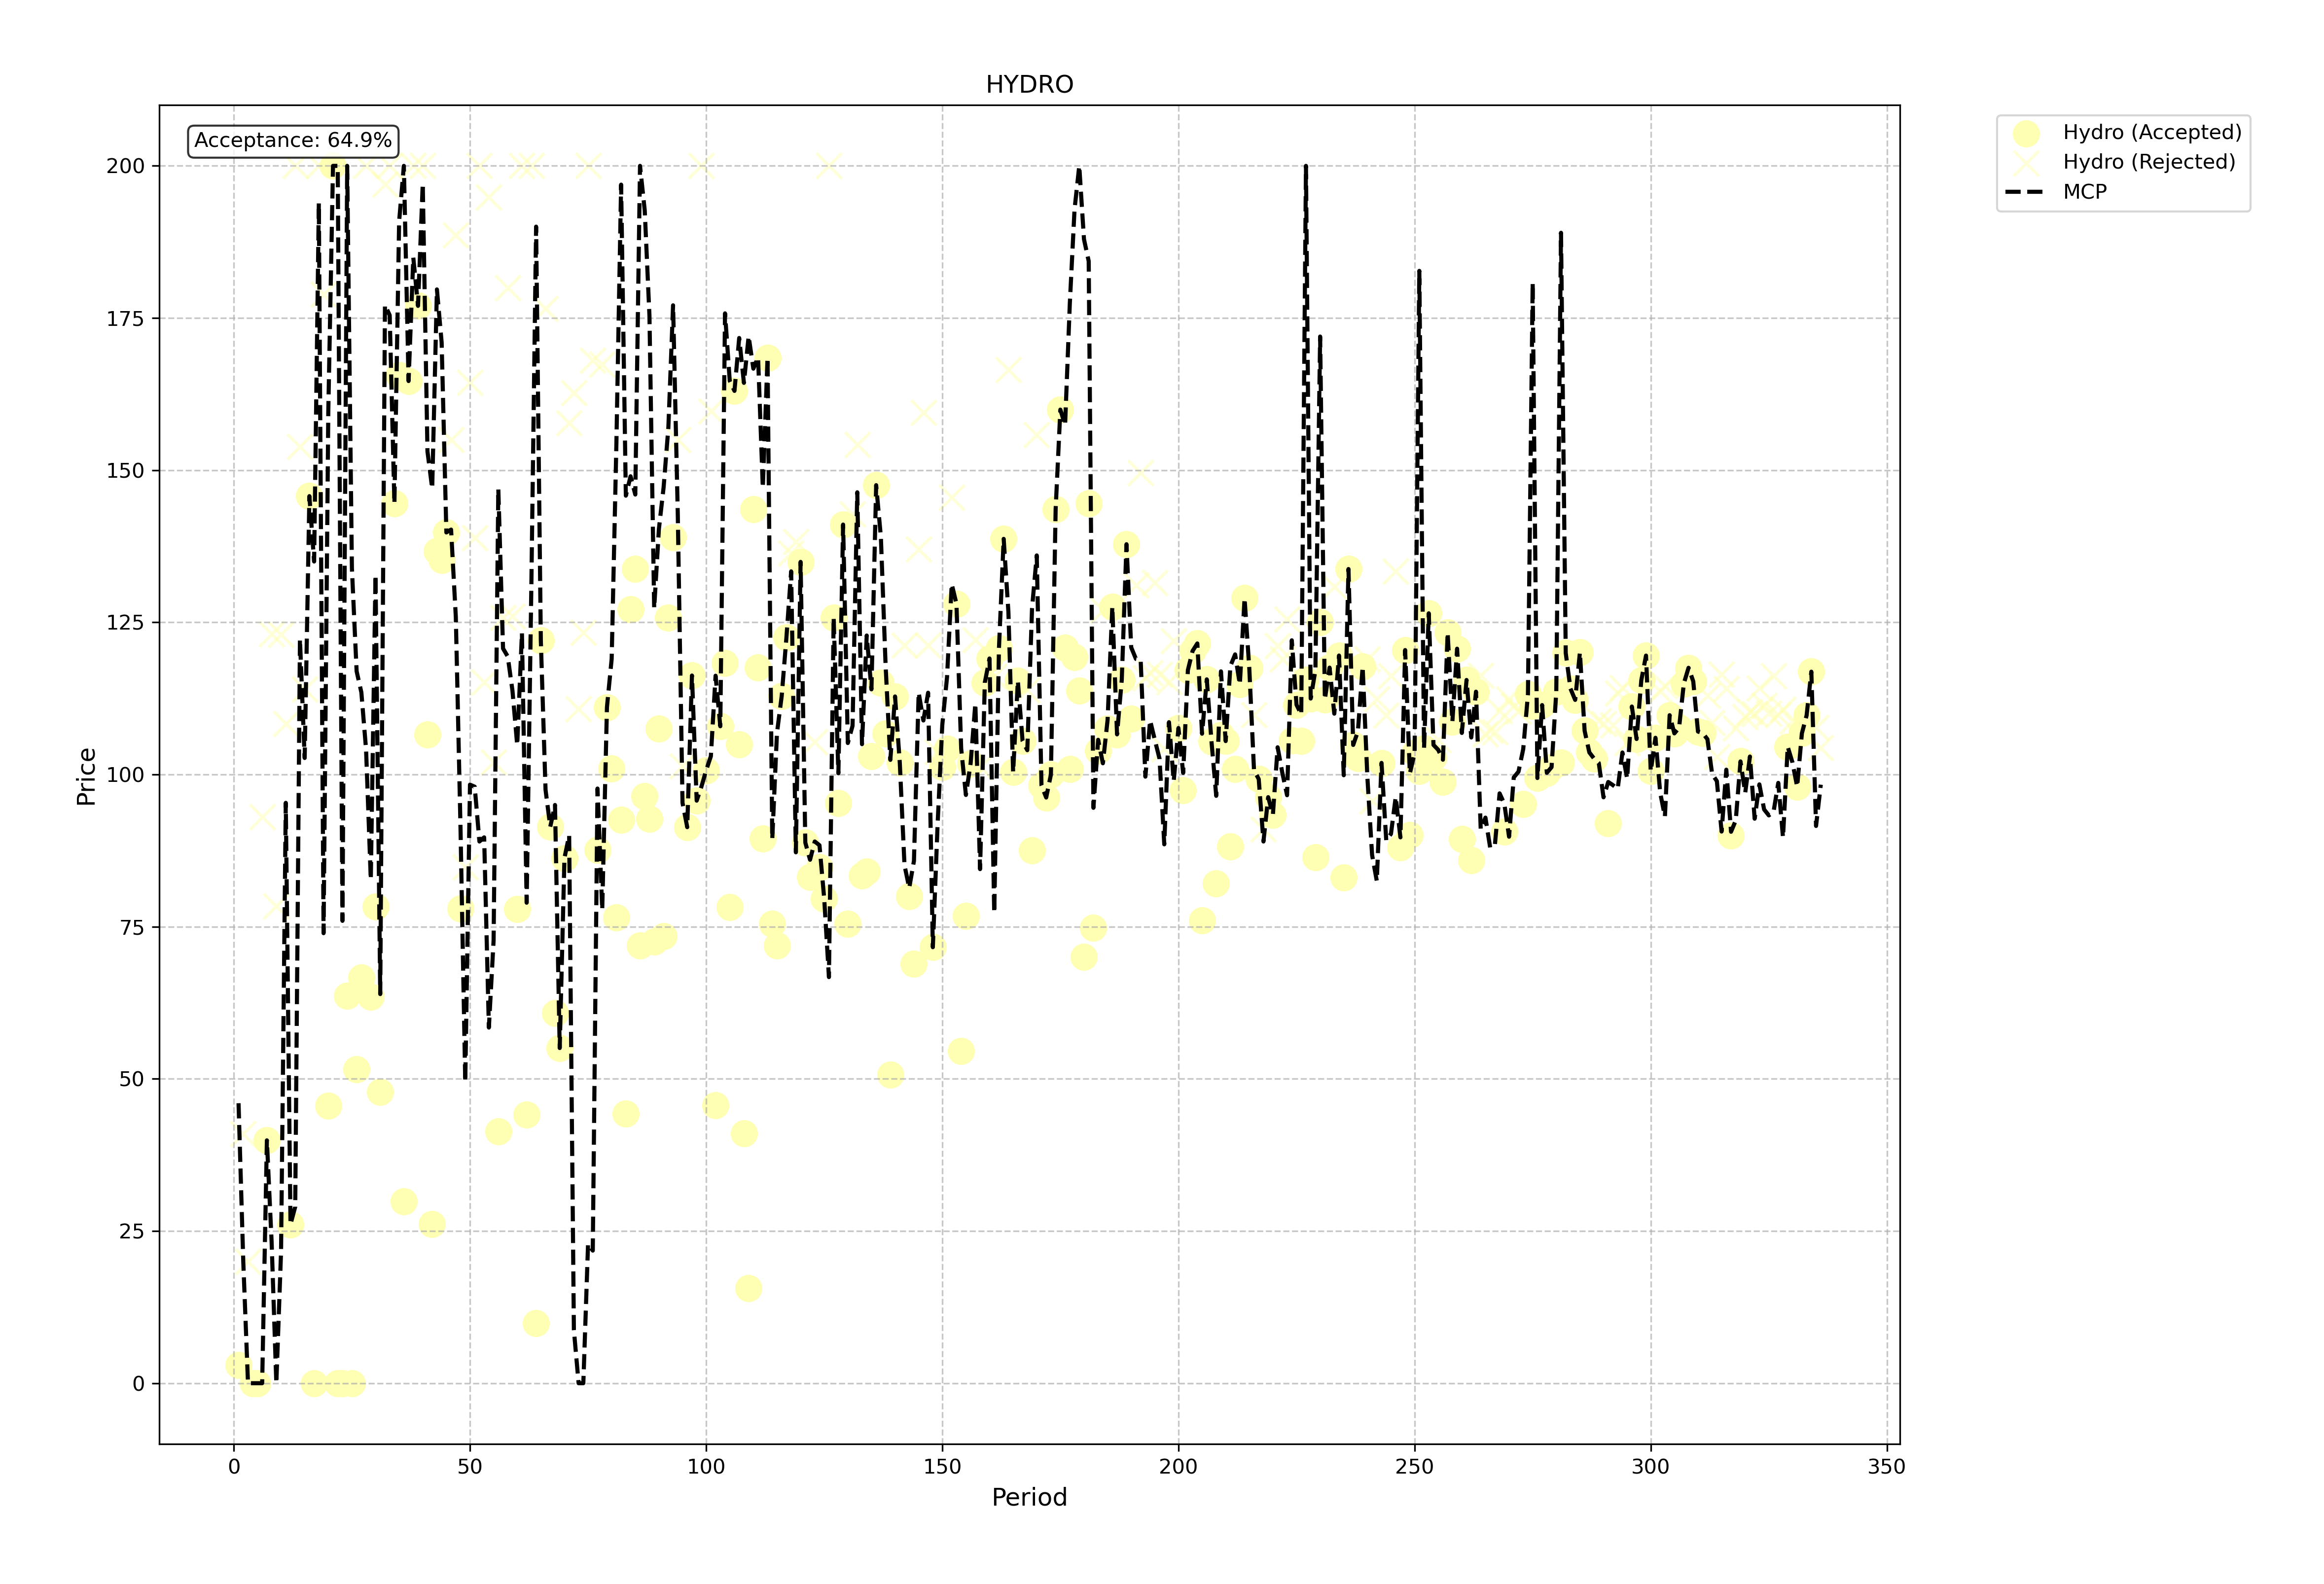 HYDRO
Acceptance: 64.9%
Hydro (Accepted)
Hydro (Rejected)
MCP
Price
200
175
150
125
100
75
50
25
0
0
50
100
150
200
250
300
350
Period